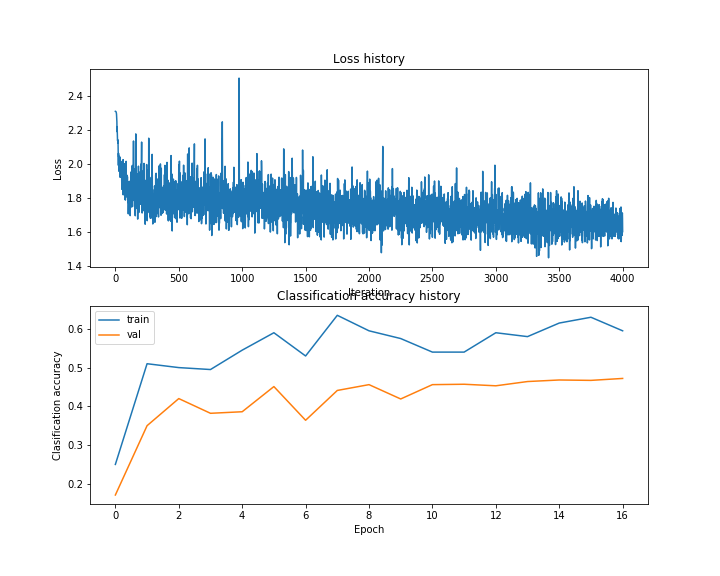 Loss history
Loss
2.4
2.2
2.0
1.8
1.6
1.4
0 500 1000 1500 2000 2500 3000 3500 4000
Iteration
Classification accuracy history
train
val
Clasification accuracy
0.6
0.5
0.4
0.3
0.2
0 2 4 6 8 10 12 14 16
Epoch